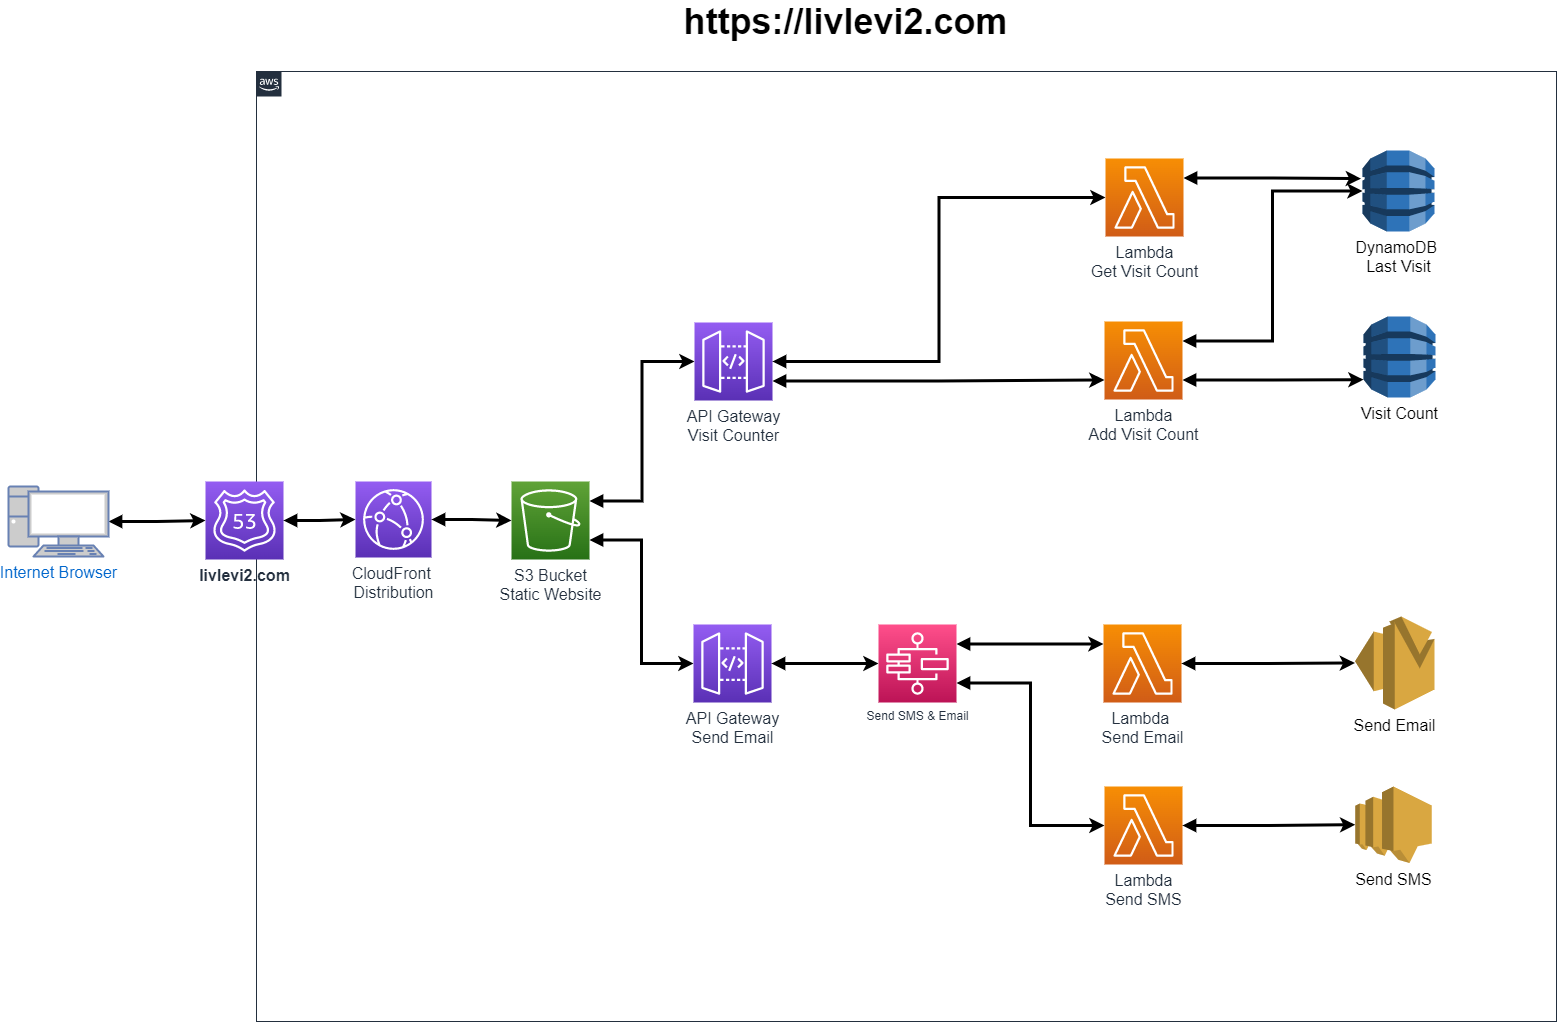 https://livlevi2.com
aws
Lambda
Get Visit Count
DynamoDB
Last Visit
API Gateway
Visit Counter
Lambda
Add Visit Count
Visit Count
Internet Browser
53
livlevi2.com
CloudFront
Distribution
S3 Bucket
Static Website
API Gateway
Send Email
Send SMS & Email
Lambda
Send Email
Send Email
Lambda
Send SMS
Send SMS